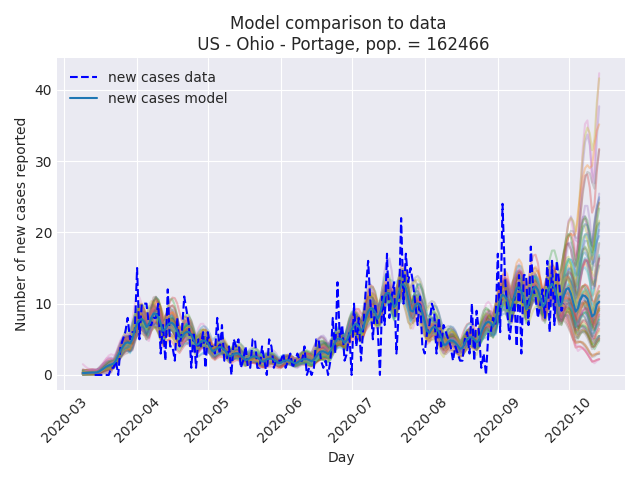 Model comparison to data
US - Ohio - Portage, pop. = 162466
new cases data
new cases model
Number of new cases reported
40
30
20
10
0
2020-03
2020-04
2020-05
2020-06
2020-07
2020-08
2020-09
2020-10
Day